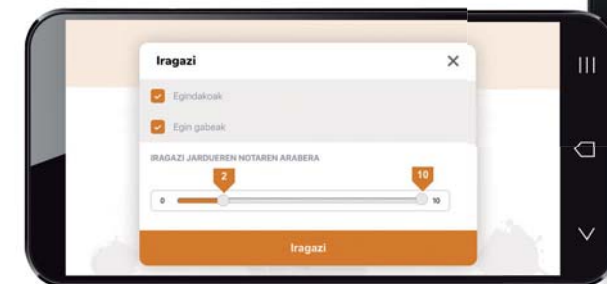 Iragazi
Egindakoak
Egin gabeak
IRAGAZI JARDUEREN NOTAREN ARABERA
2
10
0
10
Iragazi